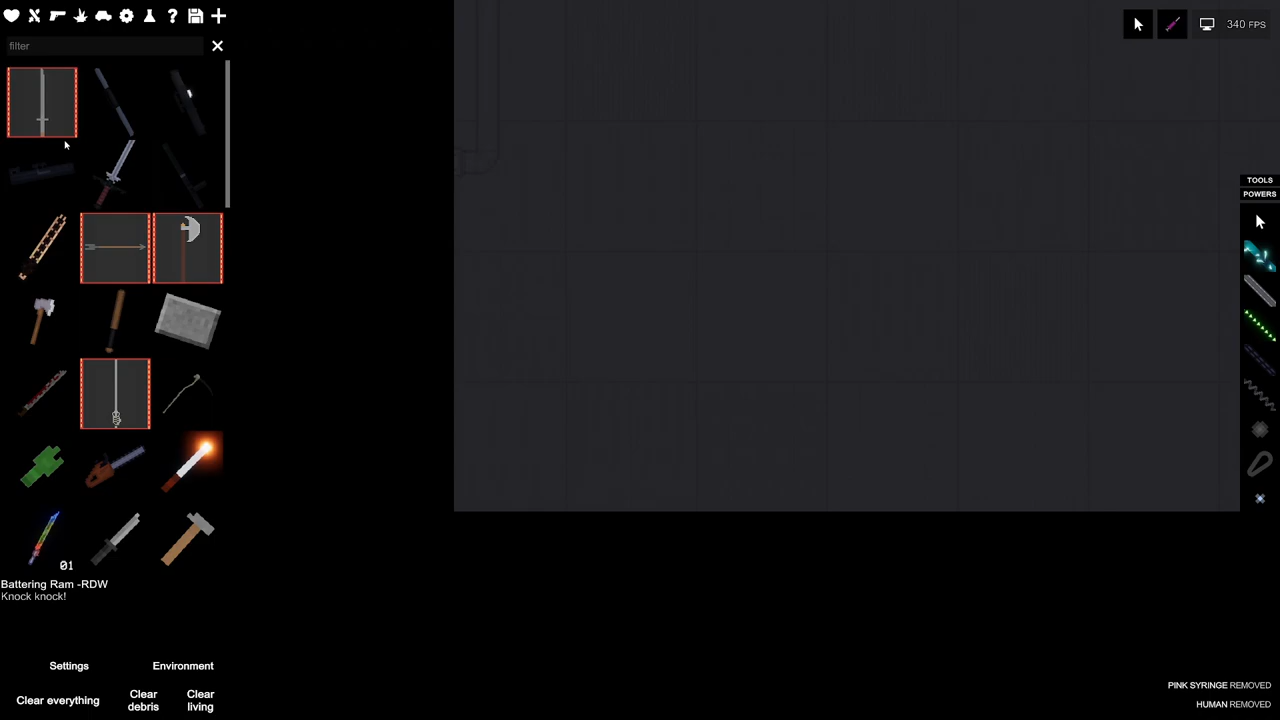 filter
340 FPS
TOOLS
POWERS
01
Battering Ram -RDW
Knock knock!
Settings
Environment
Clear everything
Clear debris
Clear living
PINK SYRINGE REMOVED
HUMAN REMOVED